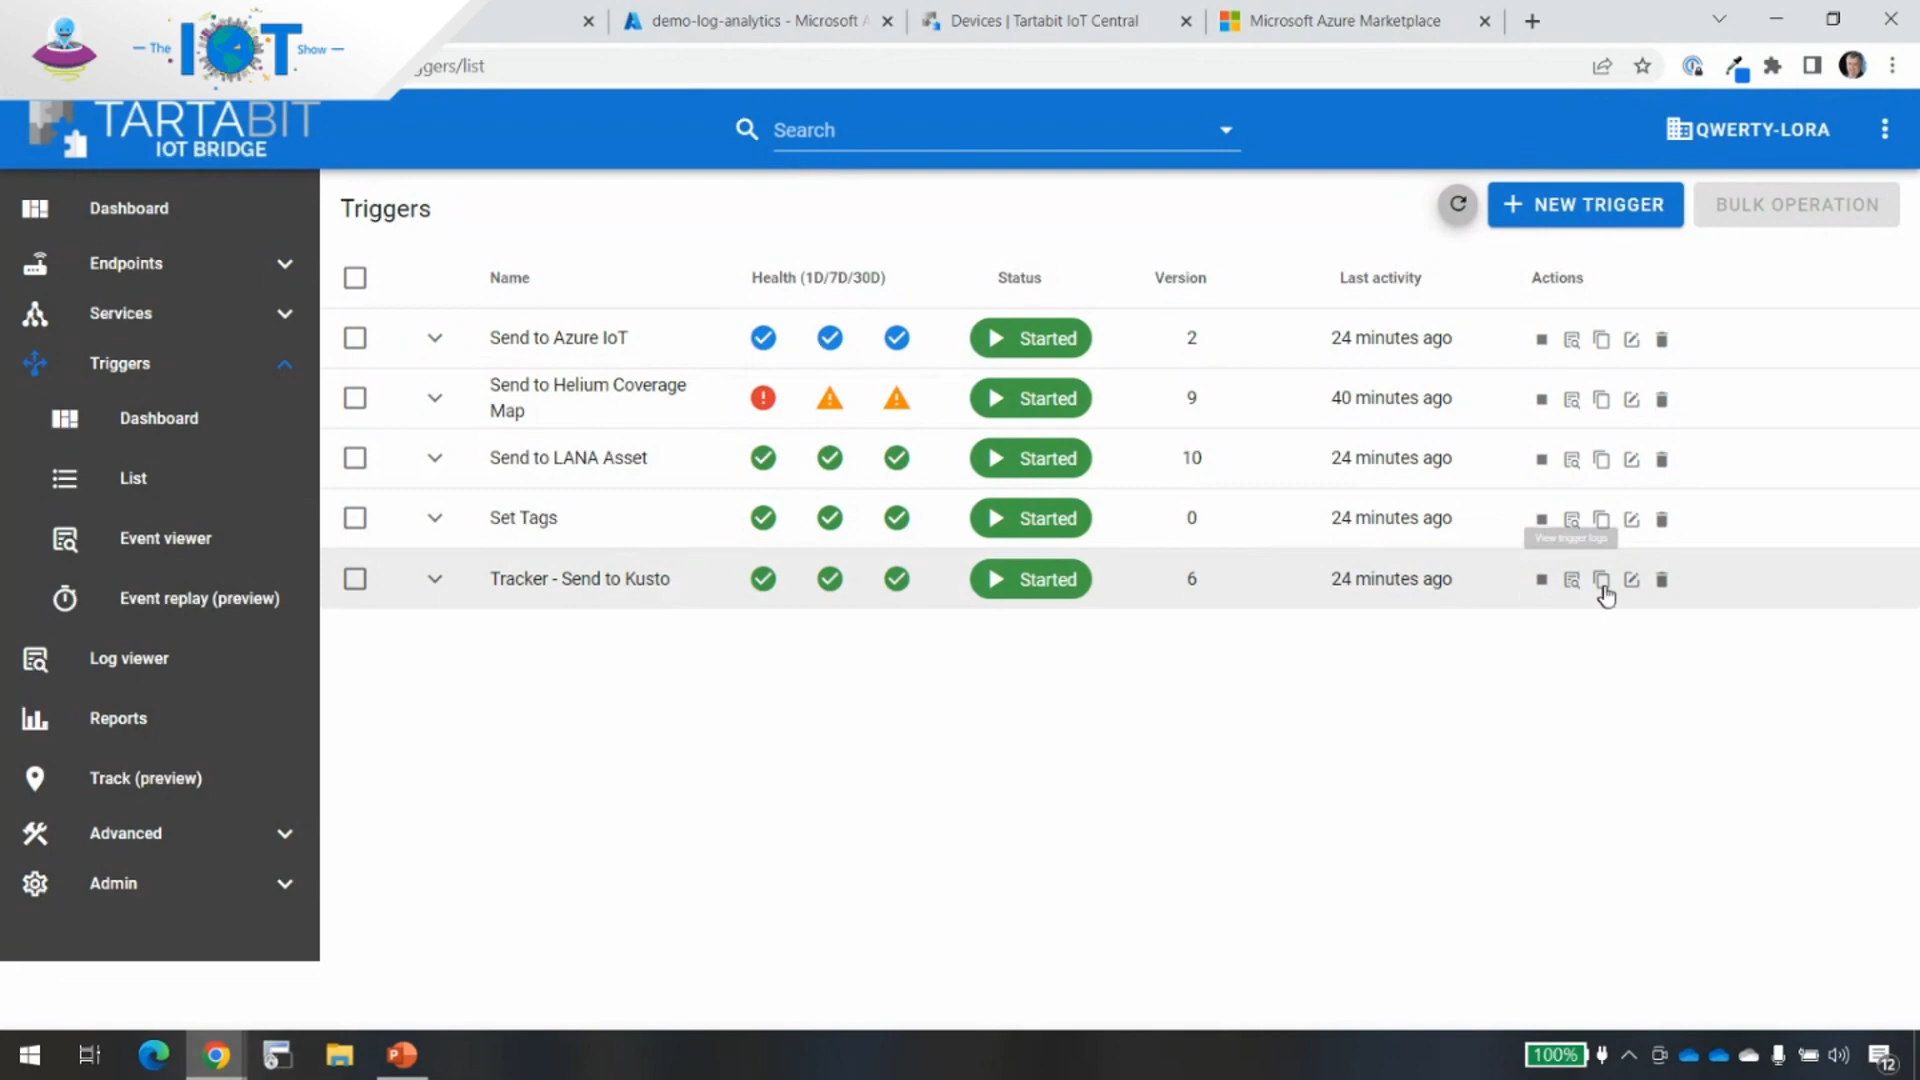 The IOT Show
demo-log-analytics - Microsoft A
Devices | Tartabit IoT Central
Microsoft Azure Marketplace
ggers/list
TARTABIT
IOT BRIDGE
Search
QWERTY-LORA
Dashboard
Endpoints
Services
Triggers
Dashboard
List
Event viewer
Event replay (preview)
Log viewer
Reports
Track (preview)
Advanced
Admin
Triggers
NEW TRIGGER
BULK OPERATION
Name Health (1D/7D/30D) Status Version Last activity Actions
Send to Azure IoT Started 2 24 minutes ago
Send to Helium Coverage
Map Started 9 40 minutes ago
Send to LANA Asset Started 10 24 minutes ago
Set Tags Started 0 24 minutes ago
View trigger logs
Tracker - Send to Kusto Started 6 24 minutes ago
100%
12